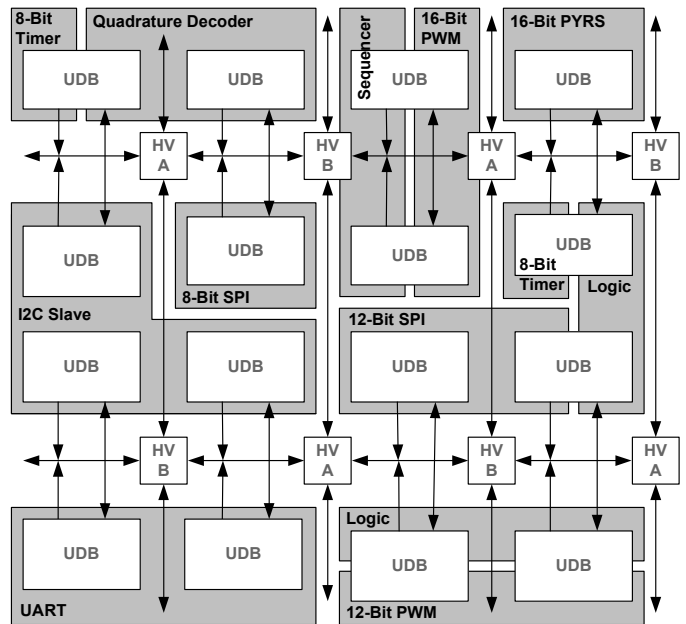 8-Bit
Timer
Quadrature Decoder
Sequencer
16-Bit
PWM
16-Bit PYRS
UDB
UDB
UDB
UDB
HV
A
HV
B
HV
A
HV
B
UDB
UDB
UDB
UDB
8-Bit SPI
8-Bit
Timer
Logic
I2C Slave
12-Bit SPI
UDB
UDB
UDB
UDB
HV
B
HV
A
HV
B
HV
A
Logic
UDB
UDB
UDB
UDB
UART
12-Bit PWM